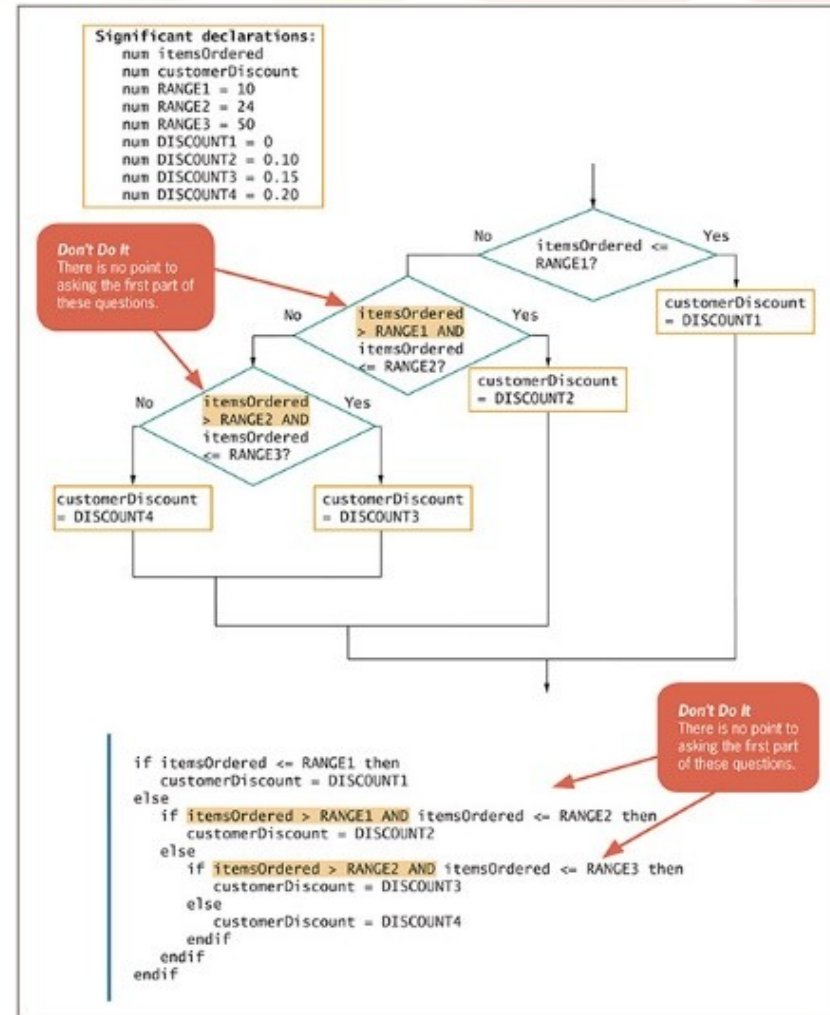 Significant declarations:
num itemsOrdered
num customerDiscount
num RANGE1 = 10
num RANGE2 = 24
num RANGE3 = 50
num DISCOUNT1 = 0
num DISCOUNT2 = 0.10
num DISCOUNT3 = 0.15
num DISCOUNT4 = 0.20
No
itemsOrdered <=
RANGE1?
Yes
customerDiscount
= DISCOUNT1
Don't Do It
There is no point to
asking the first part of
these questions.
No
itemsOrdered
> RANGE1 AND
itemsOrdered
<= RANGE2?
Yes
customerDiscount
= DISCOUNT2
No
itemsOrdered
> RANGE2 AND
itemsOrdered
<= RANGE3?
Yes
customerDiscount
= DISCOUNT4
customerDiscount
= DISCOUNT3
Don't Do It
There is no point to
asking the first part
of these questions.
if itemsOrdered <= RANGE1 then
customerDiscount = DISCOUNT1
else
if itemsOrdered > RANGE1 AND itemsOrdered <= RANGE2 then
customerDiscount = DISCOUNT2
else
if itemsOrdered > RANGE2 AND itemsOrdered <= RANGE3 then
customerDiscount = DISCOUNT3
else
customerDiscount = DISCOUNT4
endif
endif
endif